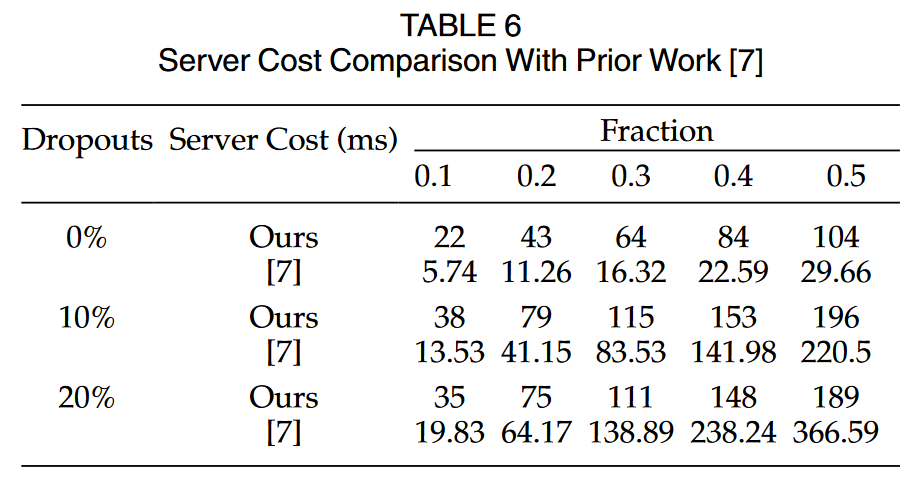 TABLE 6
Server Cost Comparison With Prior Work [7]
Dropouts Server Cost (ms) Fraction
0.1 0.2 0.3 0.4 0.5
0% Ours 22 43 64 84 104
[7] 5.74 11.26 16.32 22.59 29.66
10% Ours 38 79 115 153 196
[7] 13.53 41.15 83.53 141.98 220.5
20% Ours 35 75 111 148 189
[7] 19.83 64.17 138.89 238.24 366.59